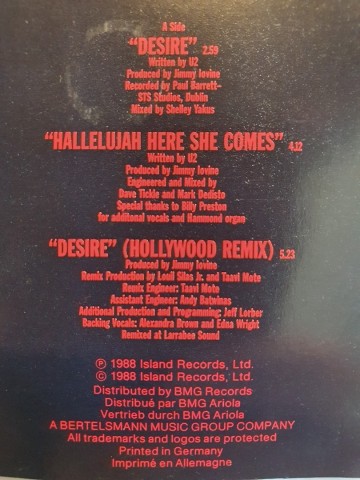 A Side
"DESIRE" 2.59
Written by U2
Produced by Jimmy Iovine
Recorded by Paul Barrett-
STS Studios, Dublin
Mixed by Shelley Yakus
"HALLELUJAH HERE SHE COMES" 4.12
Written by U2
Produced by Jimmy Iovine
Engineered and Mixed by
Dave Tickle and Mark Dedisto
Special thanks to Billy Preston
for additonal vocals and Hammond organ
"DESIRE" (HOLLYWOOD REMIX) 5.23
Produced by Jimmy Iovine
Remix Production by Louil Silas Jr. and Taavi Mote
Remix Engineer: Taavi Mote
Assistant Engineer: Andy Batwinas
Additional Production and Programming: Jeff Lorber
Backing Vocals: Alexandra Brown and Edna Wright
Remixed at Larraboe Sound
℗ 1988 Island Records, Ltd.
© 1988 Island Records, Ltd.
Distributed by BMG Records
Distribué par BMG Ariola
Vertrieb durch BMG Ariola
A BERTELSMANN MUSIC GROUP COMPANY
All trademarks and logos are protected
Printed in Germany
Imprimé en Allemagne